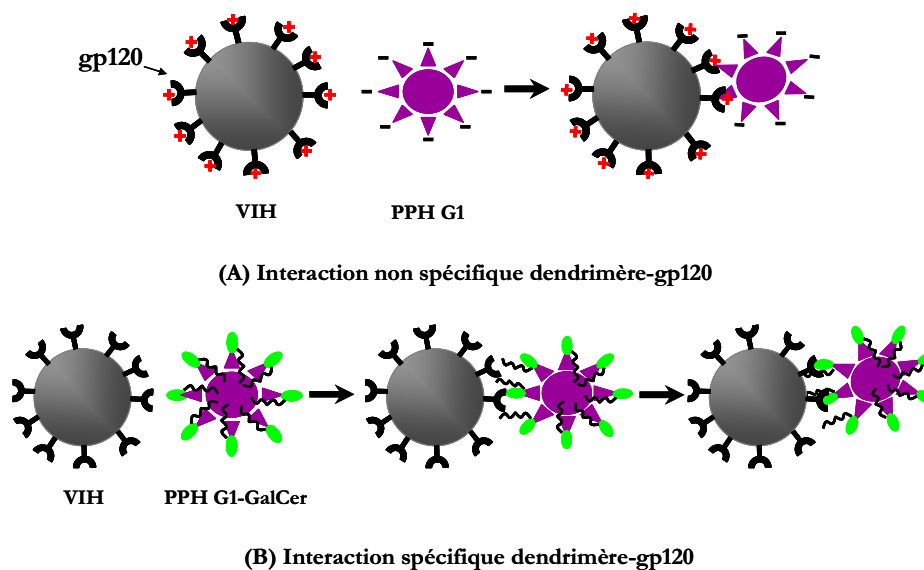 gp120
VIH
PPH G1
(A) Interaction non spécifique dendrimère-gp120
VIH
PPH G1-GalCer
(B) Interaction spécifique dendrimère-gp120